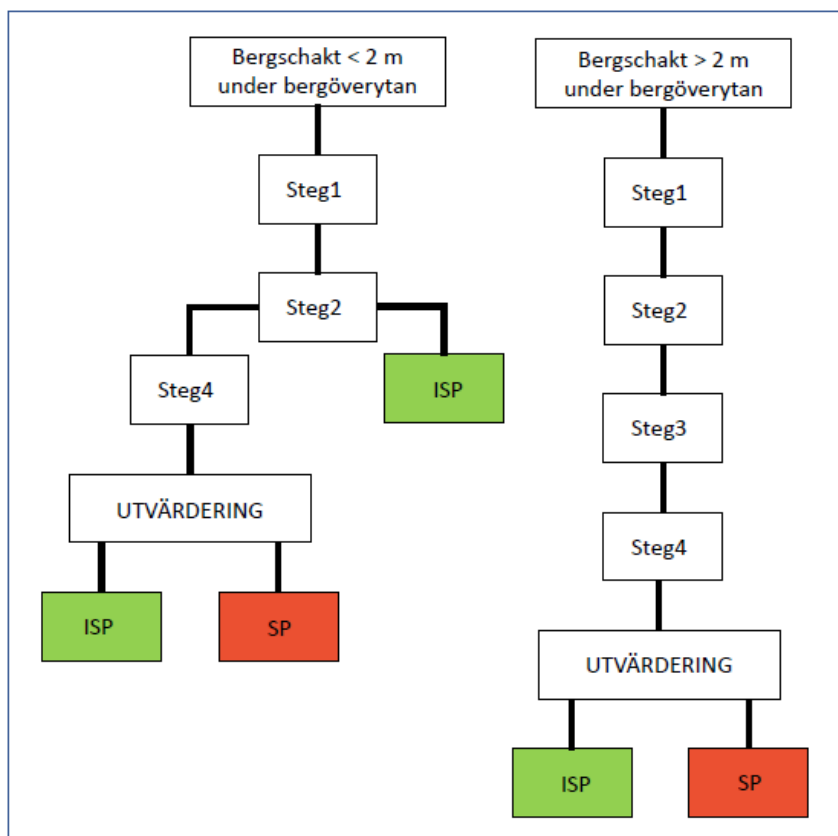 Bergschakt < 2 m
under bergöverytan
Steg1
Steg2
Steg4
ISP
UTVÄRDERING
ISP
SP
Bergschakt > 2 m
under bergöverytan
Steg1
Steg2
Steg3
Steg4
UTVÄRDERING
ISP
SP